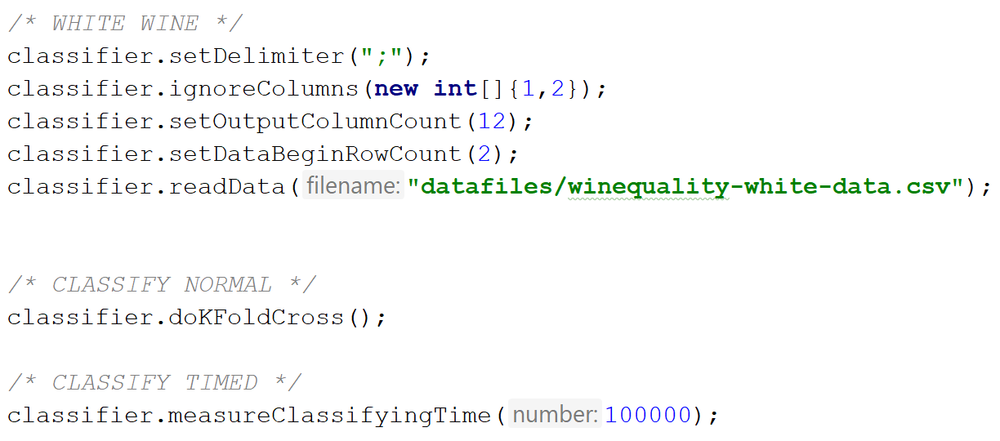 /* WHITE WINE */
classifier.setDelimiter(";");
classifier.ignoreColumns(new int[]{1,2});
classifier.setOutputColumnCount(12);
classifier.setDataBeginRowCount(2);
classifier.readData( filename: "datafiles/winequality-white-data.csv");
/* CLASSIFY NORMAL */
classifier.doKFoldCross();
/* CLASSIFY TIMED */
classifier.measureClassifyingTime( number: 100000);